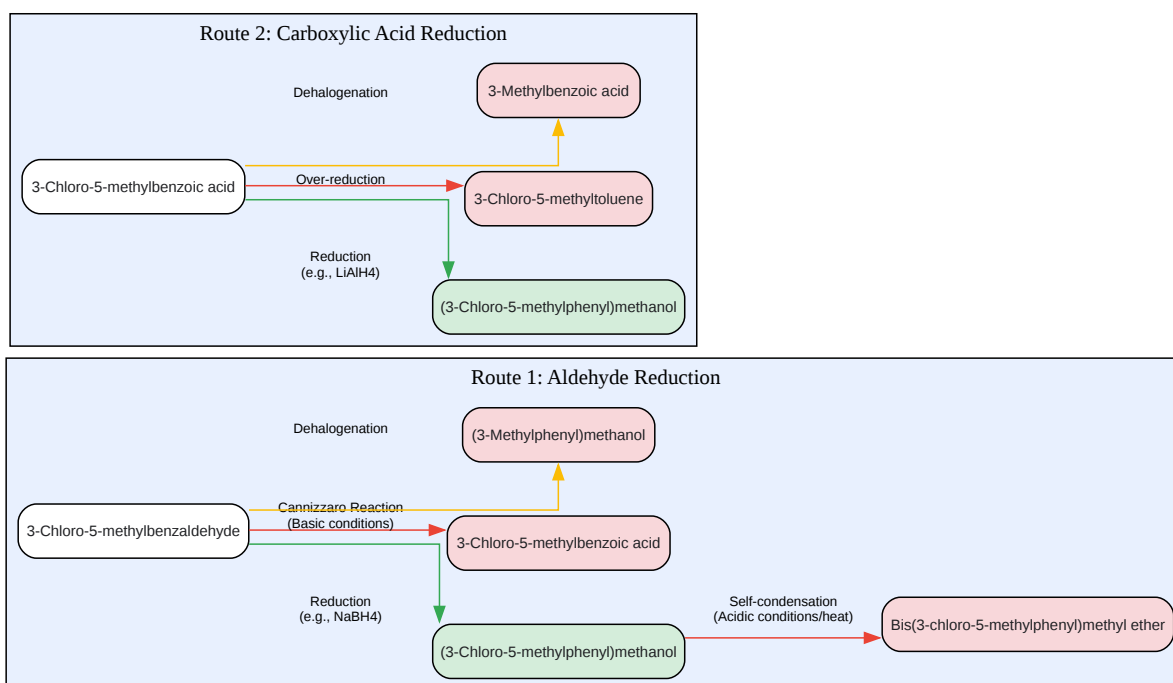 Route 2: Carboxylic Acid Reduction
3-Methylbenzoic acid
Dehalogenation
3-Chloro-5-methylbenzoic acid
Over-reduction
3-Chloro-5-methyltoluene
Reduction
(e.g., LiAlH4)
(3-Chloro-5-methylphenyl)methanol
Route 1: Aldehyde Reduction
Dehalogenation
(3-Methylphenyl)methanol
3-Chloro-5-methylbenzaldehyde
Cannizzaro Reaction
(Basic conditions)
3-Chloro-5-methylbenzoic acid
Reduction
(e.g., NaBH4)
(3-Chloro-5-methylphenyl)methanol
Self-condensation
(Acidic conditions/heat)
Bis(3-chloro-5-methylphenyl)methyl ether